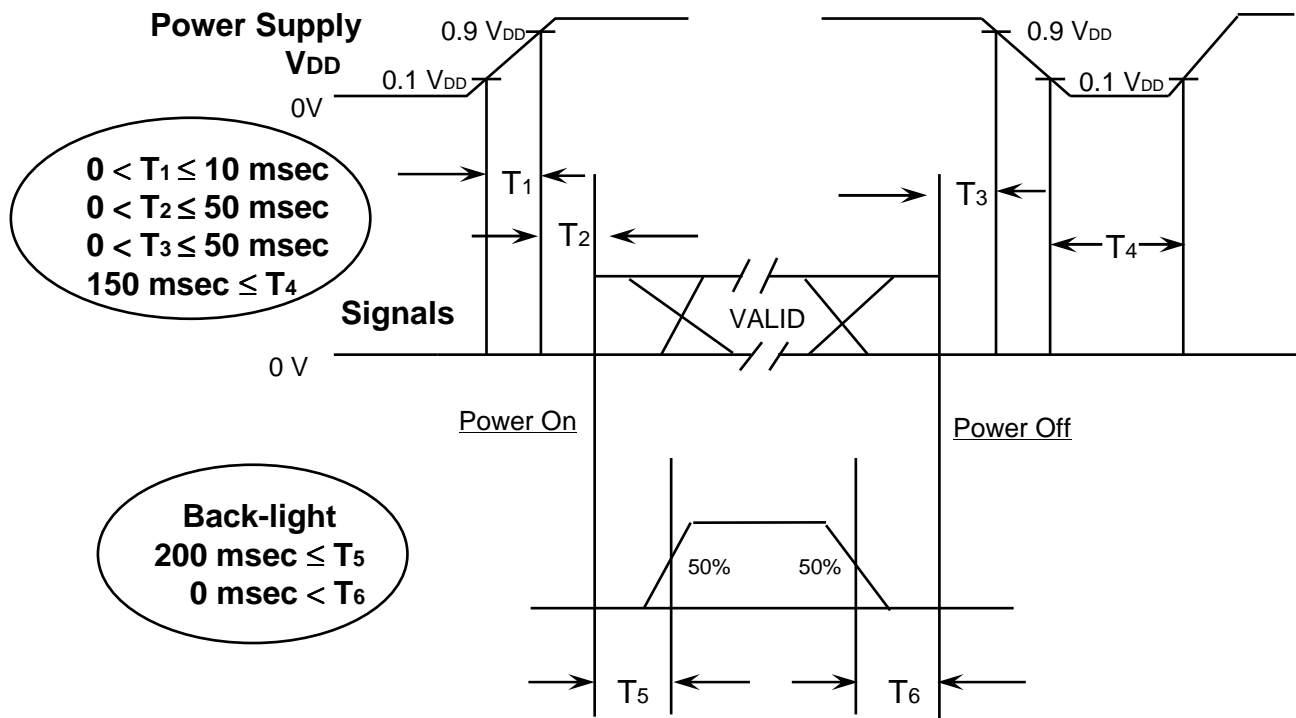 Power Supply
VDD
0.9 VDD
0.1 VDD
0V
0.9 VDD
0.1 VDD
0 < T1 ≤ 10 msec
0 < T2 ≤ 50 msec
0 < T3 ≤ 50 msec
150 msec ≤ T4
T1
T2
T3
T4
Signals
VALID
0 V
Power On
Power Off
Back-light
200 msec ≤ T5
0 msec < T6
50%
50%
T5
T6